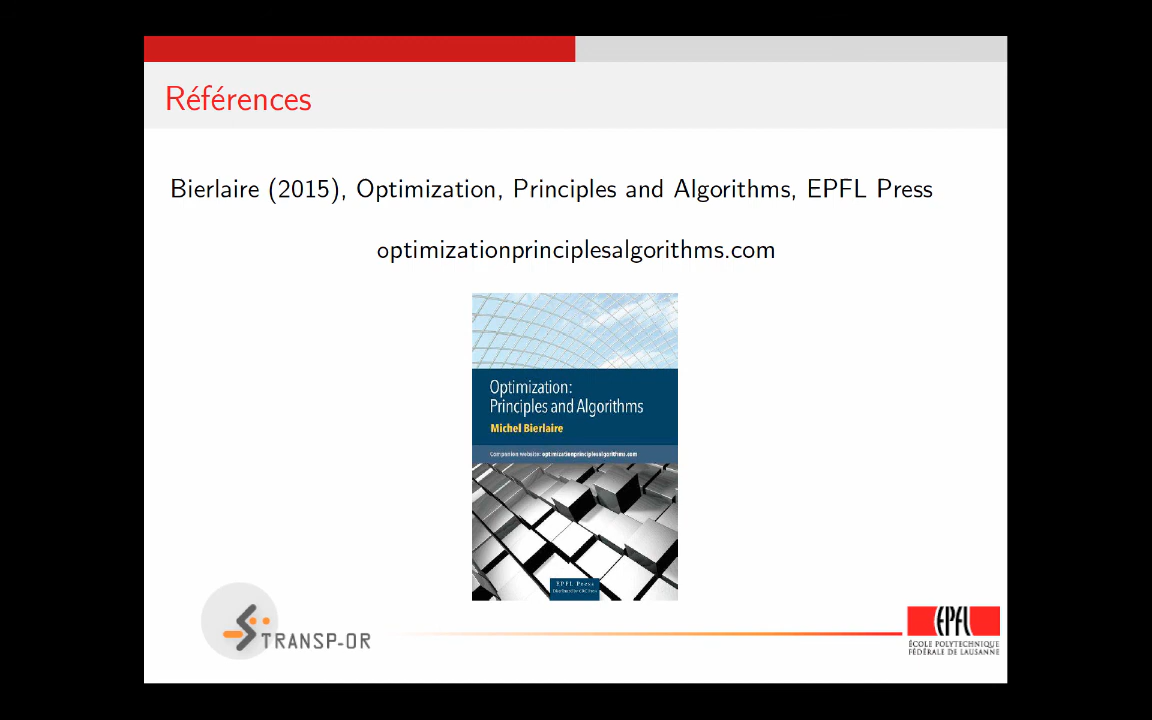 Références
Bierlaire (2015), Optimization, Principles and Algorithms, EPFL Press
optimizationprinciplesalgorithms.com
Optimization:
Principles and Algorithms
Michel Bierlaire
Companion website: optimizationprinciplesalgorithms.com
EPFL Press
TRANSP-OR
EPFL
ÉCOLE POLYTECHNIQUE
FÉDÉRALE DE LAUSANNE